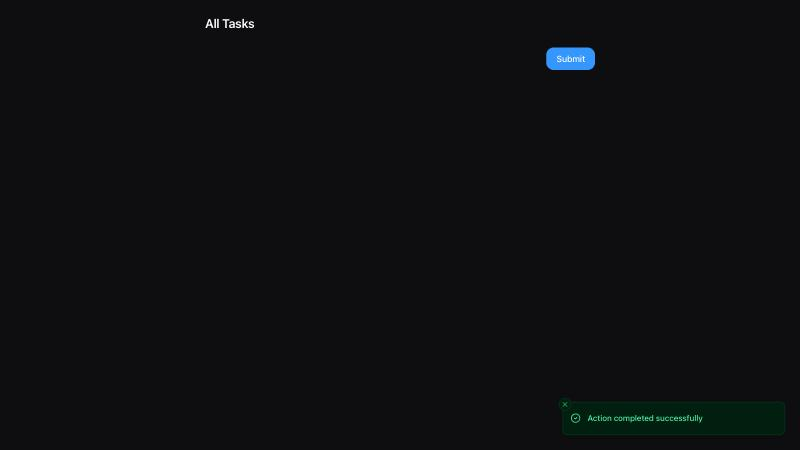 All Tasks
Submit
Action completed successfully